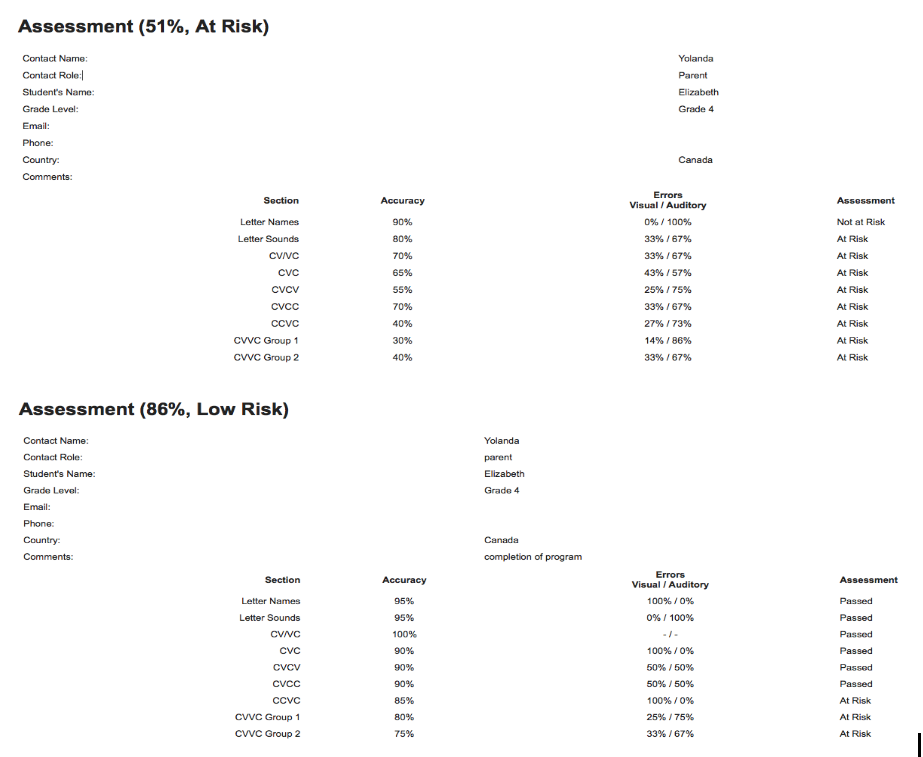 Assessment (51%, At Risk)
Contact Name: Yolanda
Contact Role: Parent
Student's Name: Elizabeth
Grade Level: Grade 4
Email:
Phone:
Country: Canada
Comments:
Section Accuracy Errors Visual / Auditory Assessment
Letter Names 90% 0% / 100% Not at Risk
Letter Sounds 80% 33% / 67% At Risk
CV/VC 70% 33% / 67% At Risk
CVC 65% 43% / 57% At Risk
CVCV 55% 25% / 75% At Risk
CVCC 70% 33% / 67% At Risk
CCVC 40% 27% / 73% At Risk
CVVC Group 1 30% 14% / 86% At Risk
CVVC Group 2 40% 33% / 67% At Risk
Assessment (86%, Low Risk)
Contact Name: Yolanda
Contact Role: parent
Student's Name: Elizabeth
Grade Level: Grade 4
Email:
Phone:
Country: Canada
Comments: completion of program
Section Accuracy Errors Visual / Auditory Assessment
Letter Names 95% 100% / 0% Passed
Letter Sounds 95% 0% / 100% Passed
CV/VC 100% - / - Passed
CVC 90% 100% / 0% Passed
CVCV 90% 50% / 50% Passed
CVCC 90% 50% / 50% Passed
CCVC 85% 100% / 0% At Risk
CVVC Group 1 80% 25% / 75% At Risk
CVVC Group 2 75% 33% / 67% At Risk